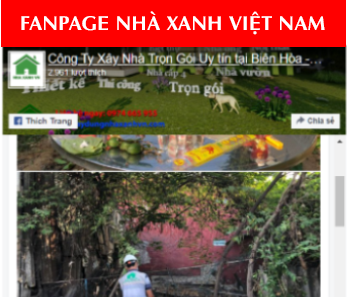 FANPAGE NHÀ XANH VIỆT NAM
Công Ty Xây Nhà Trọn Gói Uy tín tại Biên Hòa -...
2.961 lượt thích
Nhà cấp 4 Nhà vườn
Thiết kế Thi công Trọn gói
Thích Trang
Chia sẻ